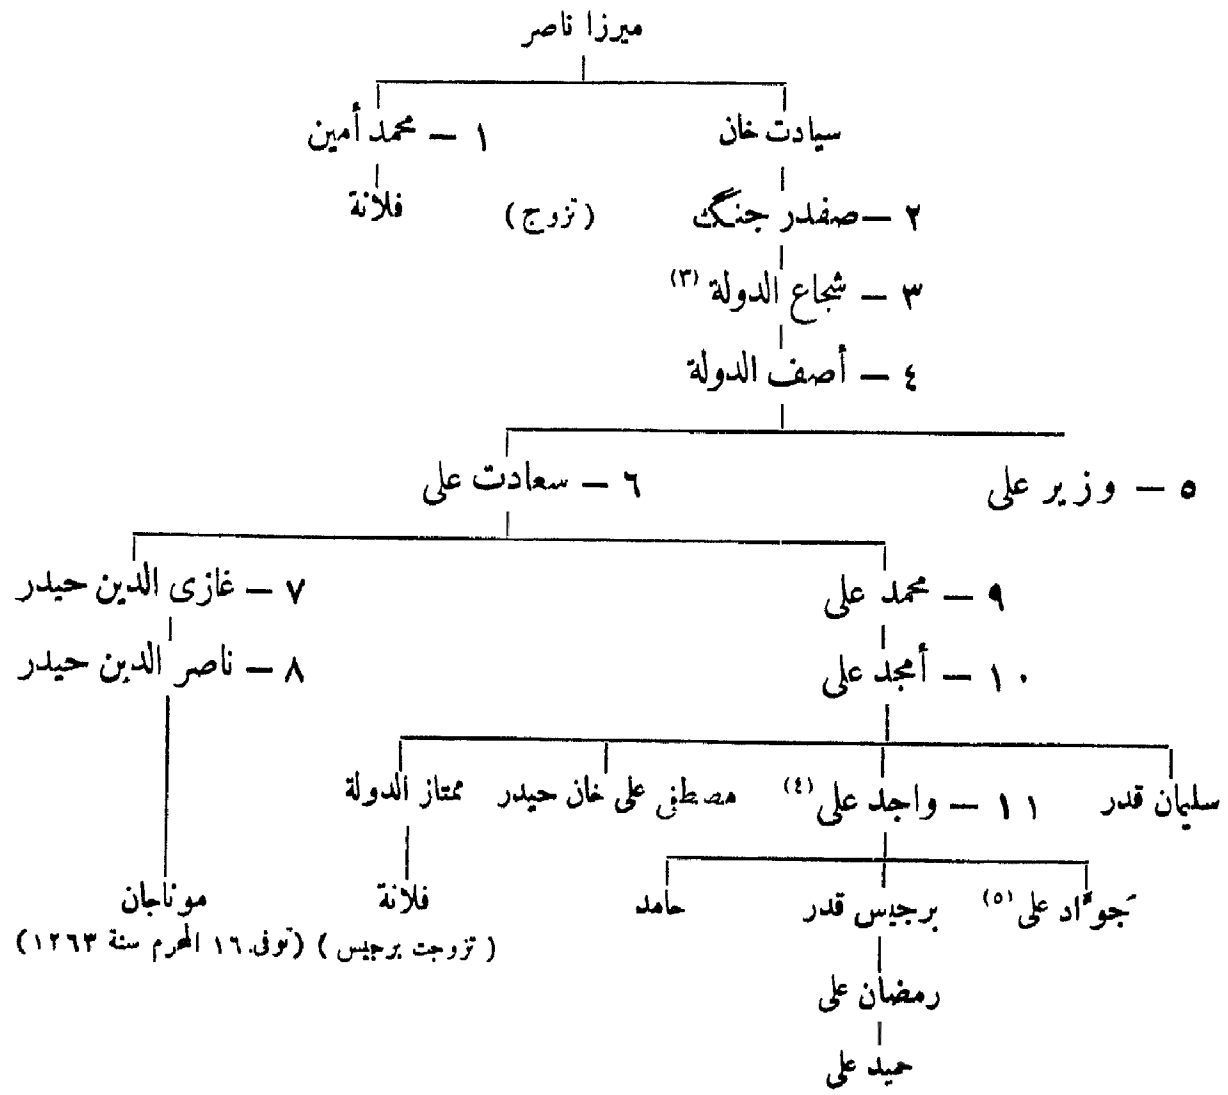 ميرزا ناصر
سيادت خان
١ – محمد أمين
٢ – صفدر جنگ (تزوج) فلانة
٣ – شجاع الدولة (٣)
٤ – أصف الدولة
٥ – وزير على
٦ – سعادت على
٩ – محمد على
٧ – غازى الدين حيدر
١٠ – أمجد على
٨ – ناصر الدين حيدر
سليمان قدر
١١ – واجد على (٤)
مصطفى على خان حيدر
ممتاز الدولة
جوّاد على (٥)
برجيس قدر
حامد
فلانة
موناجان
(تزوجت برجيس) (توفى ١٦ المحرم سنة ١٢٦٣)
رمضان على
حميد على